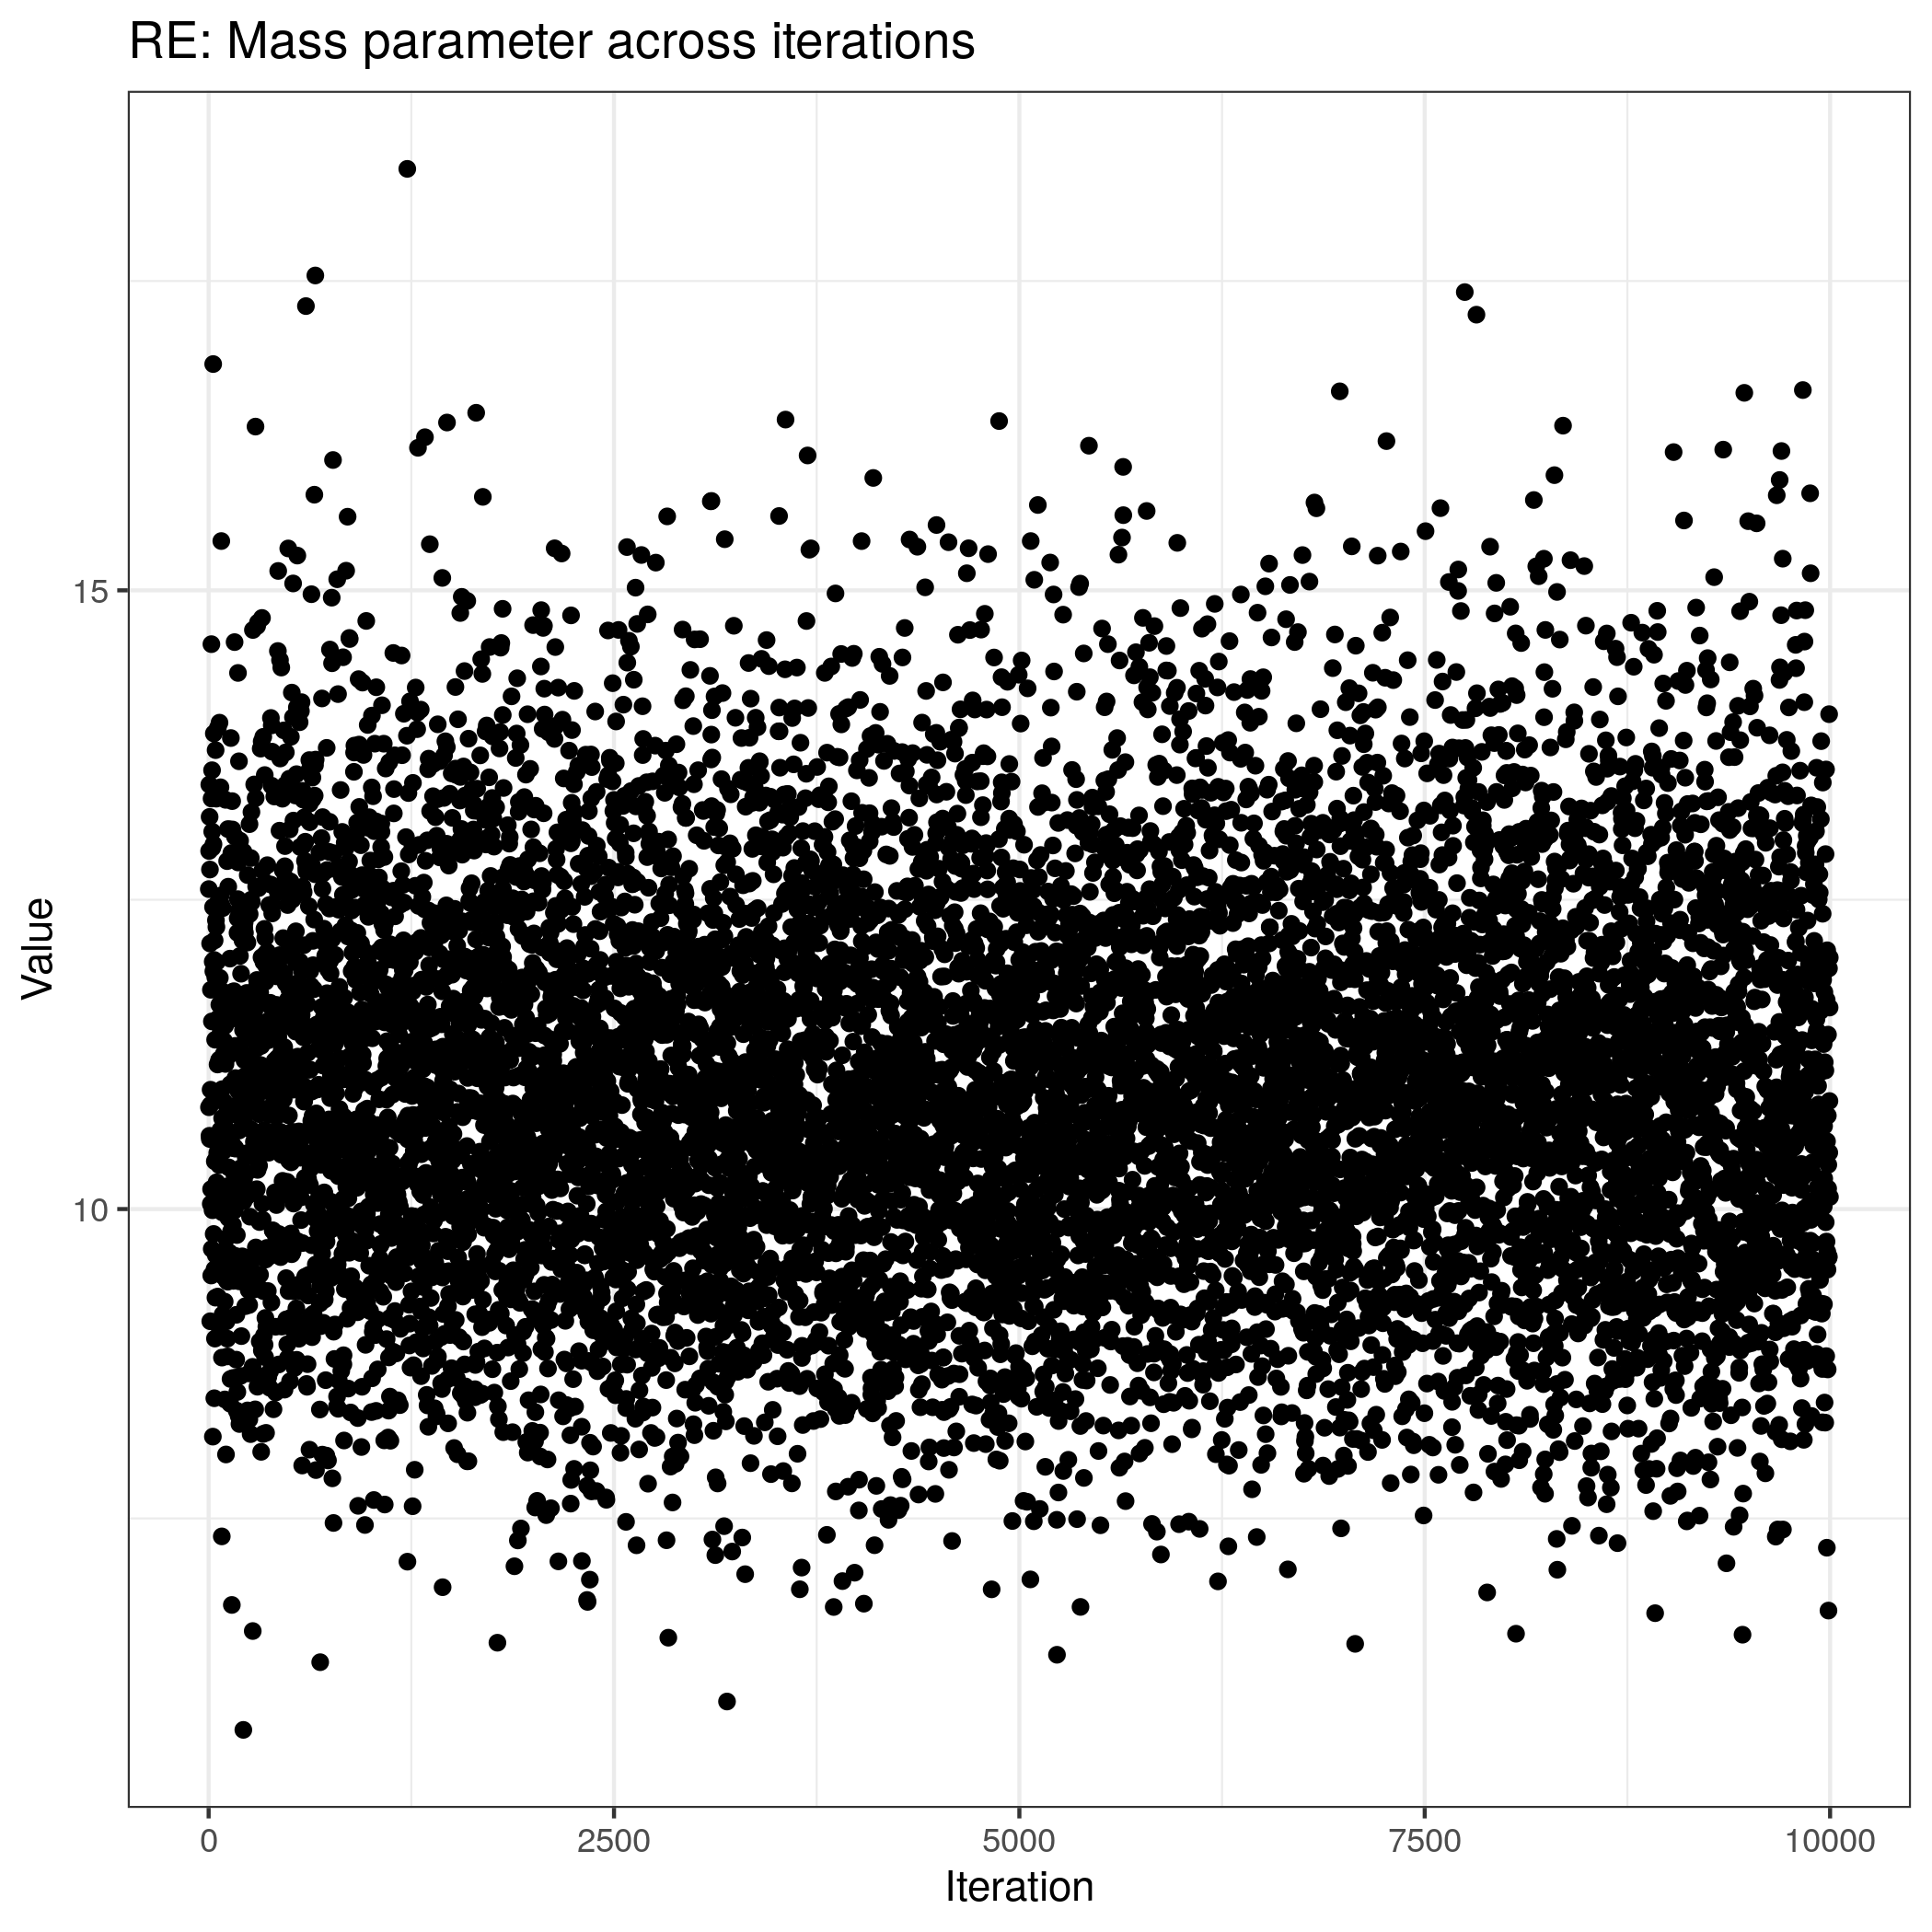 RE: Mass parameter across iterations
15
10
Value
0 2500 5000 7500 10000
Iteration